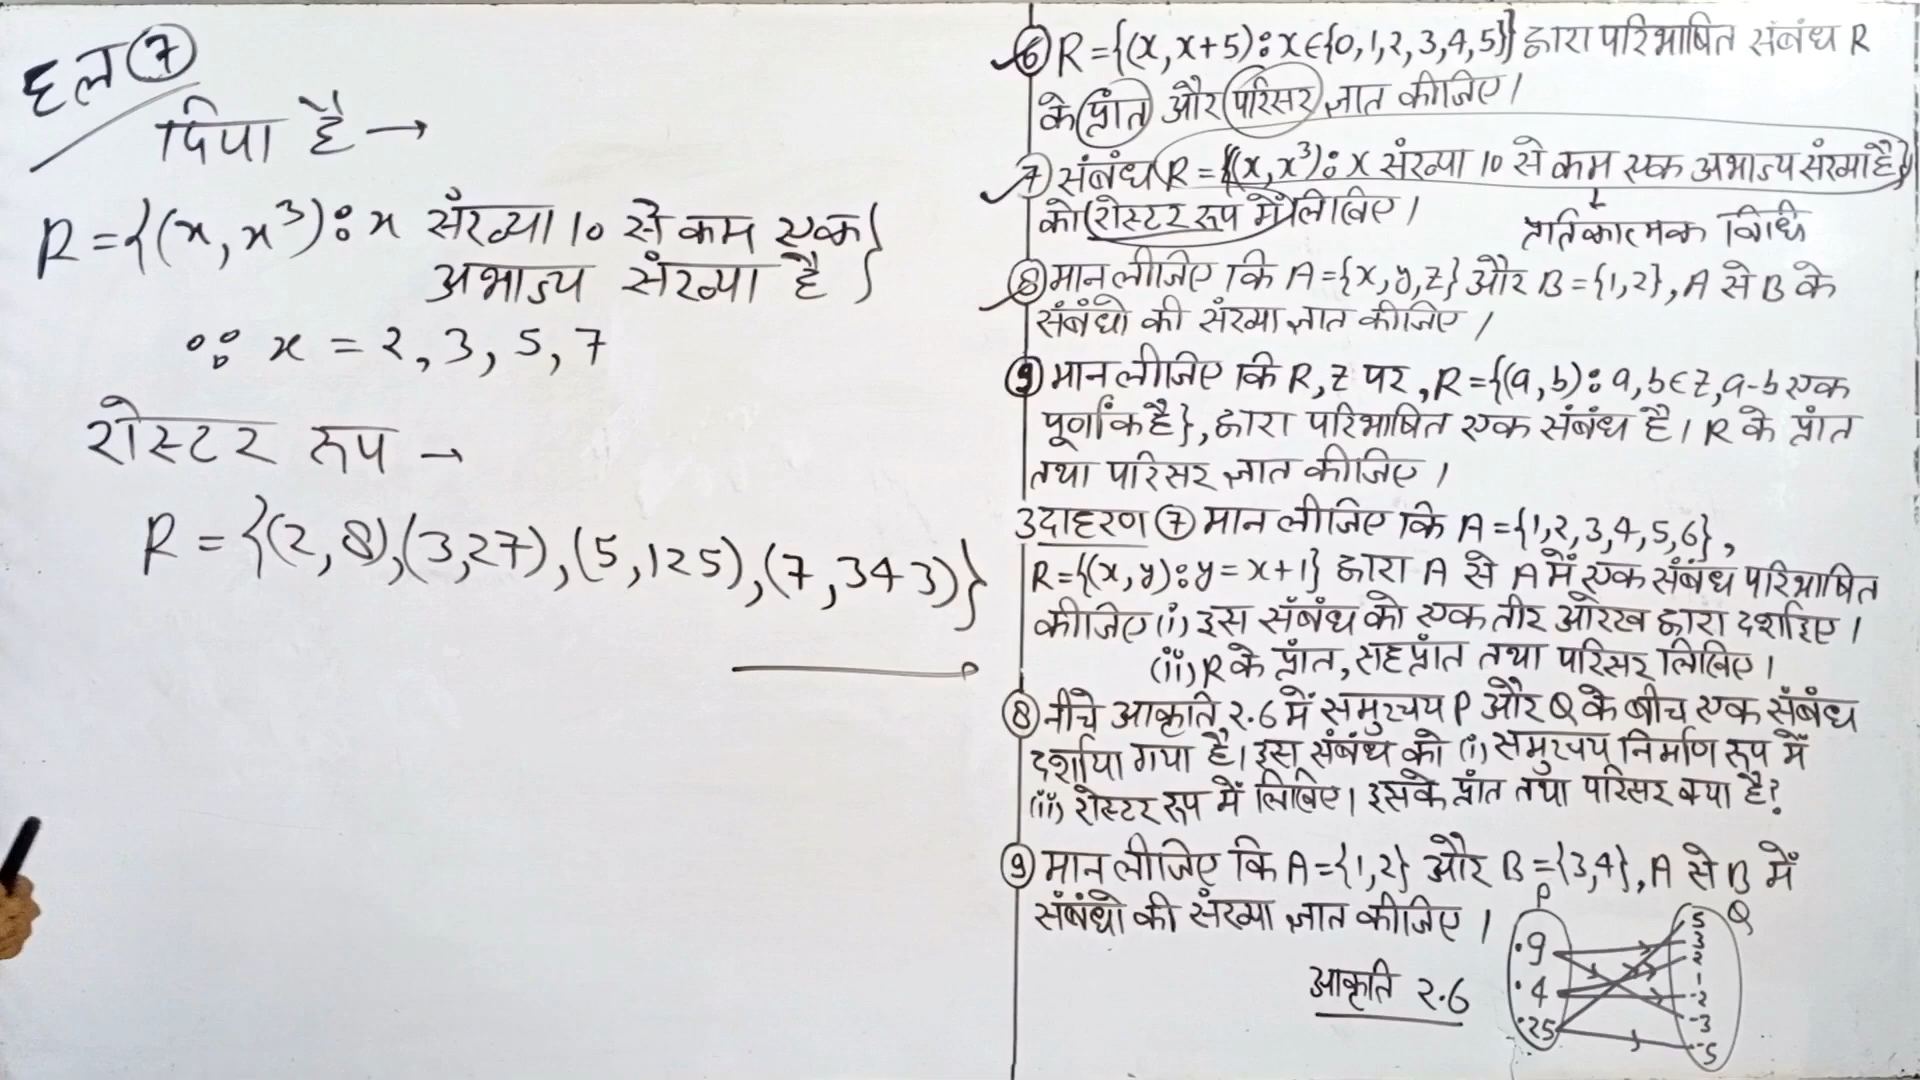 हल ⑦
दिया है →
R = {(x, x³) : x संख्या 10 से कम एक
अभाज्य संख्या है}
∵ x = 2, 3, 5, 7
रोस्टर रूप →
R = {(2, 8), (3, 27), (5, 125), (7, 343)}
⑥ R = {(x, x+5) : x ∈ {0, 1, 2, 3, 4, 5}} द्वारा परिभाषित संबंध R
के प्रांत और परिसर ज्ञात कीजिए।
⑦ संबंध R = {(x, x³) : x संख्या 10 से कम एक अभाज्य संख्या है}
को रोस्टर रूप में लिखिए।
प्रतिकात्मक विधि
⑧ मान लीजिए कि A = {x, y, z} और B = {1, 2}, A से B के
संबंधो की संख्या ज्ञात कीजिए।
⑨ मान लीजिए कि R, Z पर, R = {(a, b) : a, b ∈ Z, a-b एक
पूर्णांक है}, द्वारा परिभाषित एक संबंध है। R के प्रांत
तथा परिसर ज्ञात कीजिए।
उदाहरण ⑦ मान लीजिए कि A = {1, 2, 3, 4, 5, 6},
R = {(x, y) : y = x+1} द्वारा A से A में एक संबंध परिभाषित
कीजिए (i) इस संबंध को एक तीर आरेख द्वारा दर्शाइए।
(ii) R के प्रांत, सहप्रांत तथा परिसर लिखिए।
⑧ नीचे आकृति 2.6 में समुच्चय P और Q के बीच एक संबंध
दर्शाया गया है। इस संबंध को (i) समुच्चय निर्माण रूप में
(ii) रोस्टर रूप में लिखिए। इसके प्रांत तथा परिसर क्या है?
⑨ मान लीजिए कि A = {1, 2} और B = {3, 4}, A से B में
संबंधो की संख्या ज्ञात कीजिए।
आकृति 2.6
P
.9
.4
.25
Q
5
3
2
1
-2
-3
-5